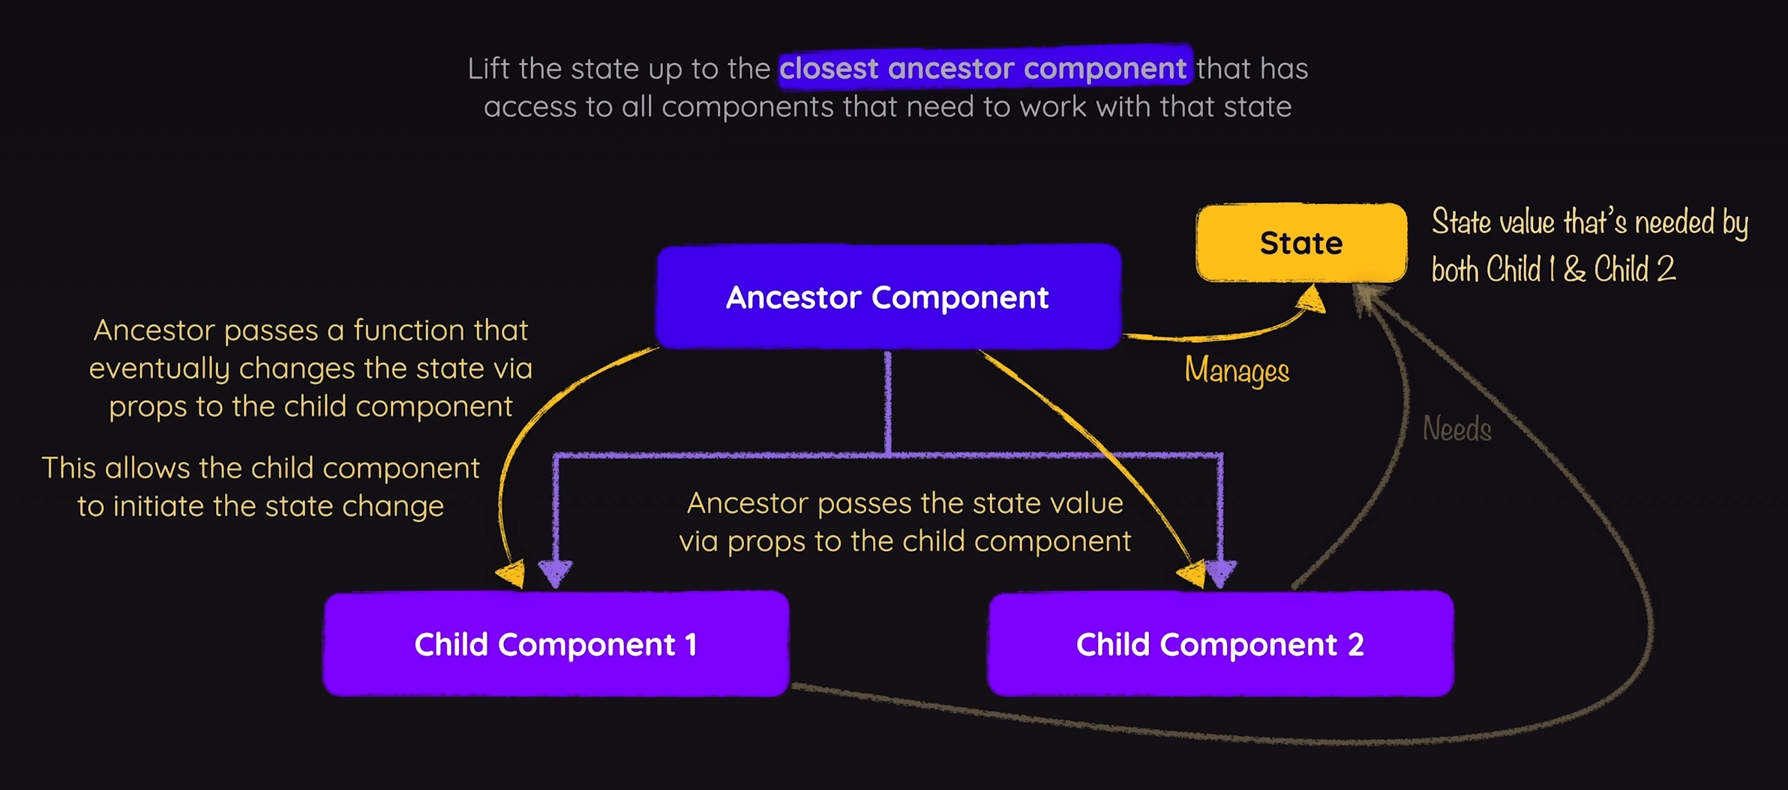 Lift the state up to the closest ancestor component that has
access to all components that need to work with that state
State
State value that's needed by
both Child 1 & Child 2
Ancestor Component
Manages
Needs
Ancestor passes a function that
eventually changes the state via
props to the child component
This allows the child component
to initiate the state change
Ancestor passes the state value
via props to the child component
Child Component 1
Child Component 2